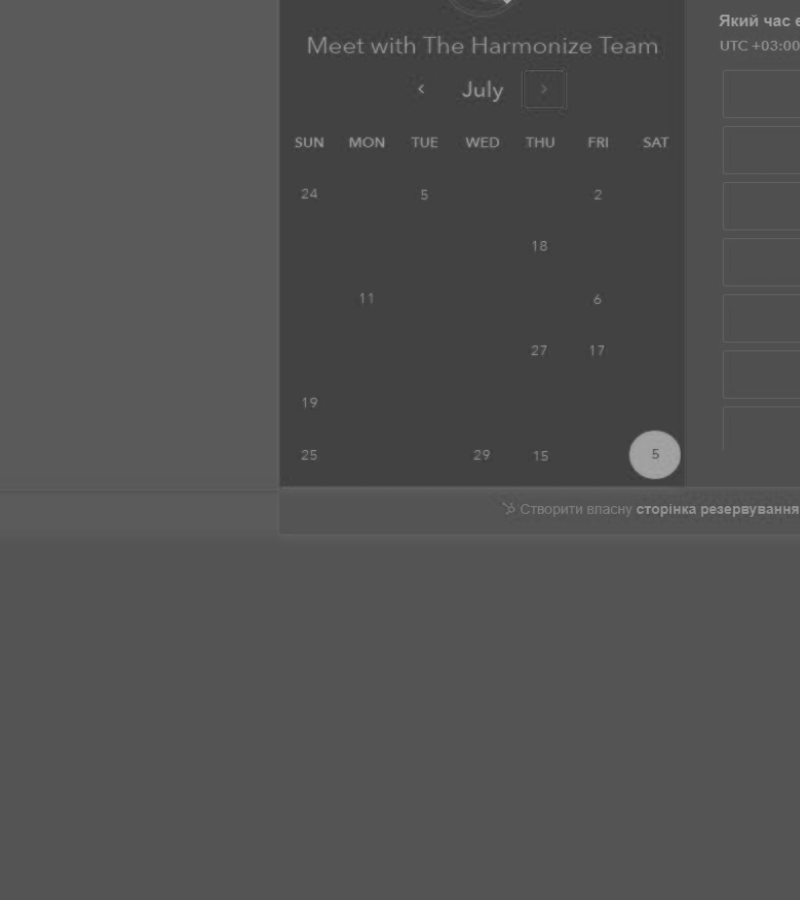 Meet with The Harmonize Team
July
SUN MON TUE WED THU FRI SAT
24 5 2
18
11 6
27 17
19
25 29 15 5
Створити власну сторінка резервування
Який час
UTC +03:00